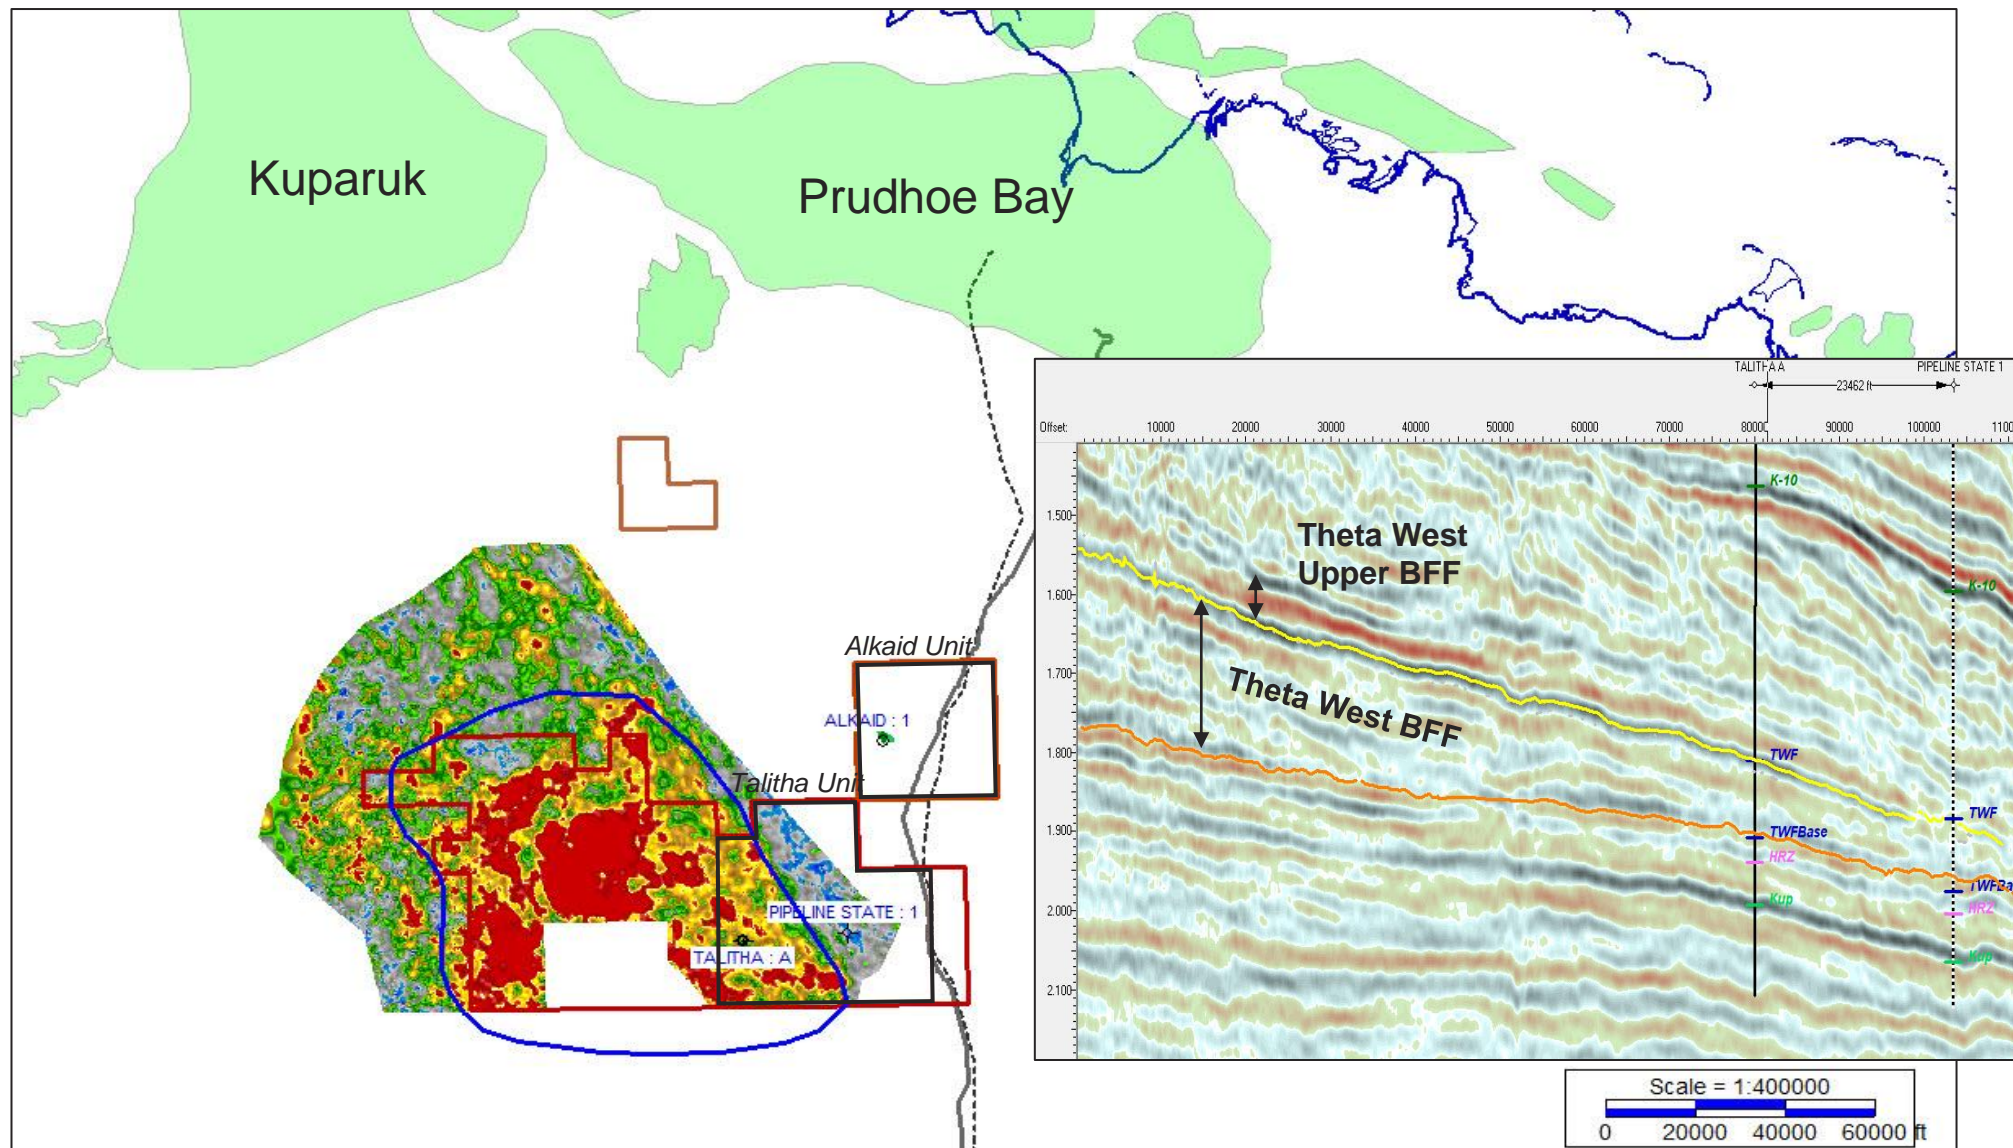 Kuparuk
Prudhoe Bay
Alkaid Unit
ALKAID : 1
Talitha Unit
PIPELINE STATE : 1
TALITHA : A
TALITHA A
PIPELINE STATE 1
23462 ft
Offset:
10000
20000
30000
40000
50000
60000
70000
80000
90000
100000
1100
1.500
1.600
1.700
1.800
1.900
2.000
2.100
Theta West
Upper BFF
Theta West BFF
K-10
K-10
TWF
TWF
TWFBase
TWFBa
HRZ
HRZ
Kup
Kup
Scale = 1:400000
0 20000 40000 60000 ft